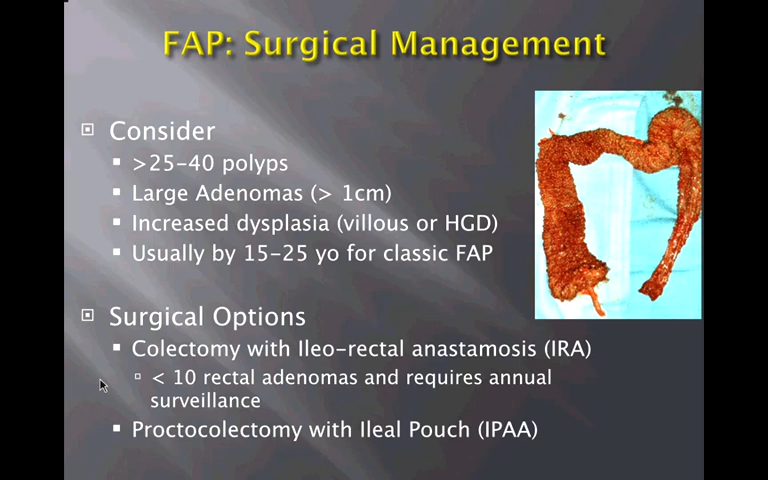 FAP: Surgical Management
Consider
>25-40 polyps
Large Adenomas (> 1cm)
Increased dysplasia (villous or HGD)
Usually by 15-25 yo for classic FAP
Surgical Options
Colectomy with Ileo-rectal anastamosis (IRA)
< 10 rectal adenomas and requires annual
surveillance
Proctocolectomy with Ileal Pouch (IPAA)